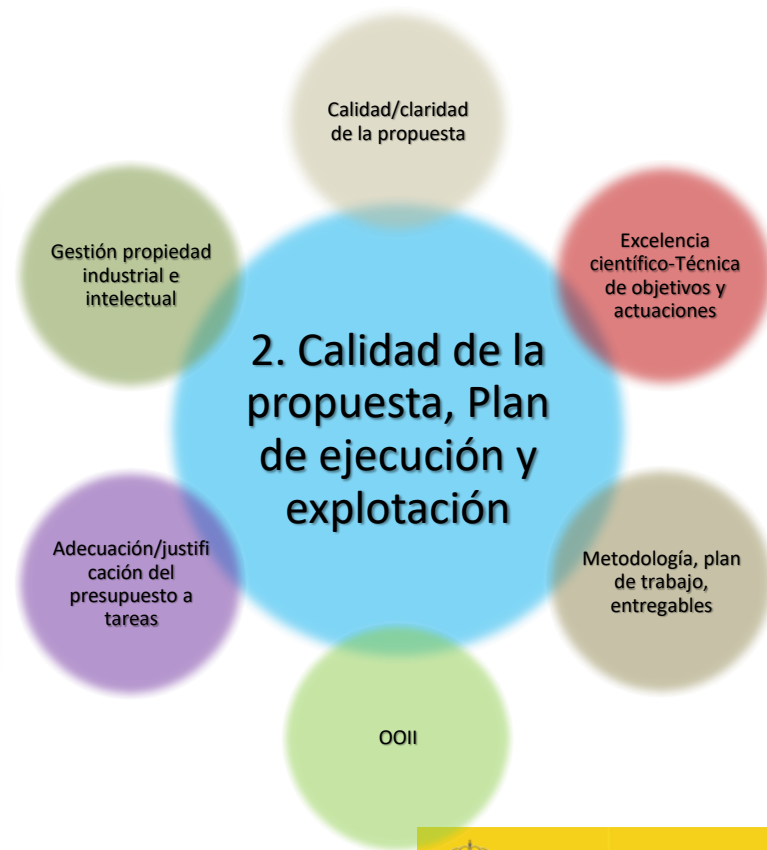 Calidad/claridad
de la propuesta
Gestión propiedad
industrial e
intelectual
Excelencia
científico-Técnica
de objetivos y
actuaciones
2. Calidad de la
propuesta, Plan
de ejecución y
explotación
Adecuación/justifi
cación del
presupuesto a
tareas
Metodología, plan
de trabajo,
entregables
OOII